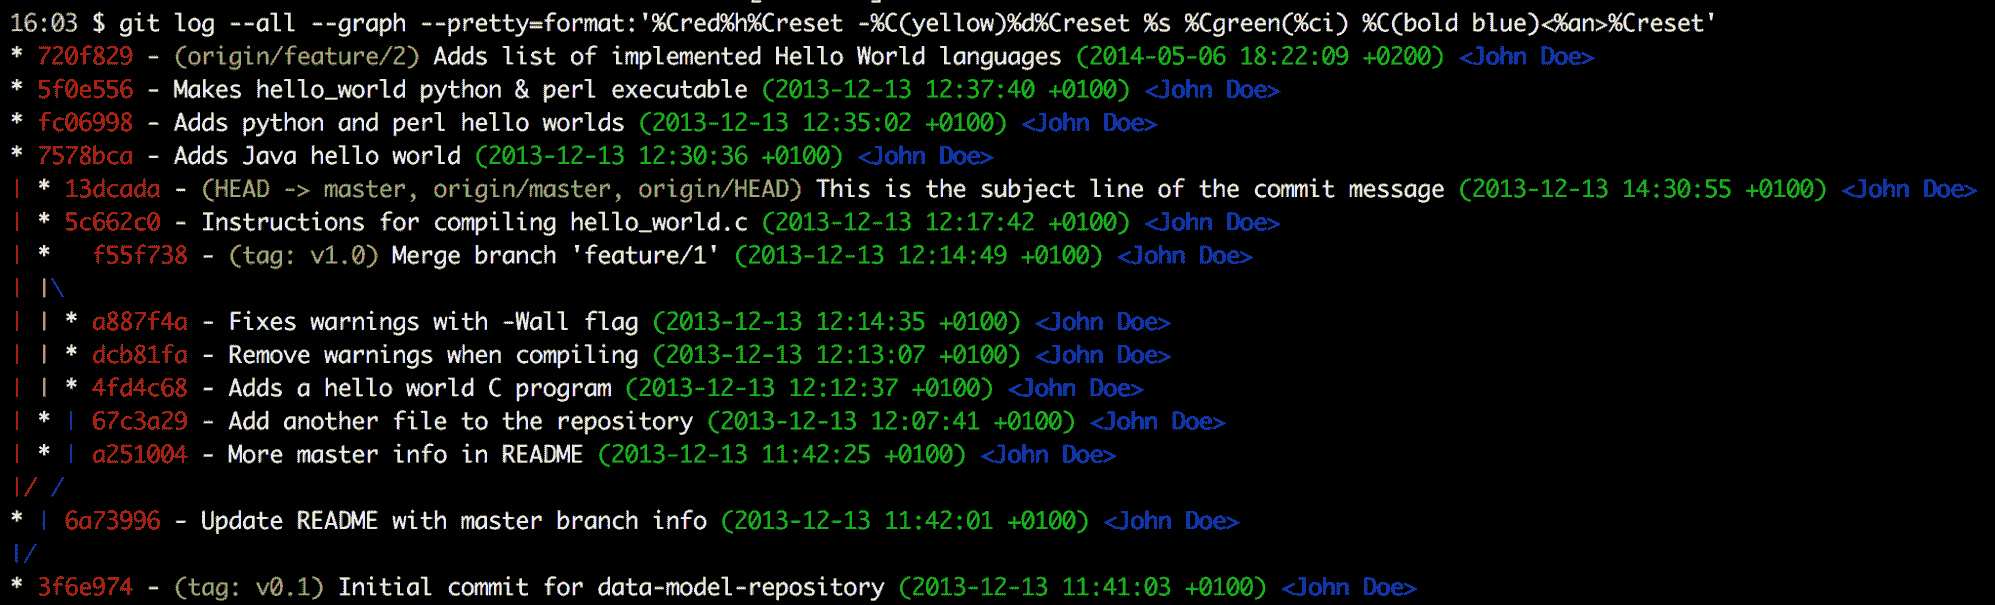 16:03 $ git log --all --graph --pretty=format:'%Cred%h%Creset -%C(yellow)%d%Creset %s %Cgreen(%ci) %C(bold blue)<%an>%Creset'
* 720f829 - (origin/feature/2) Adds list of implemented Hello World languages (2014-05-06 18:22:09 +0200) <John Doe>
* 5f0e556 - Makes hello_world python & perl executable (2013-12-13 12:37:40 +0100) <John Doe>
* fc06998 - Adds python and perl hello worlds (2013-12-13 12:35:02 +0100) <John Doe>
* 7578bca - Adds Java hello world (2013-12-13 12:30:36 +0100) <John Doe>
| * 13dcada - (HEAD -> master, origin/master, origin/HEAD) This is the subject line of the commit message (2013-12-13 14:30:55 +0100) <John Doe>
| * 5c662c0 - Instructions for compiling hello_world.c (2013-12-13 12:17:42 +0100) <John Doe>
| *   f55f738 - (tag: v1.0) Merge branch 'feature/1' (2013-12-13 12:14:49 +0100) <John Doe>
| |\
| | * a887f4a - Fixes warnings with -Wall flag (2013-12-13 12:14:35 +0100) <John Doe>
| | * dcb81fa - Remove warnings when compiling (2013-12-13 12:13:07 +0100) <John Doe>
| | * 4fd4c68 - Adds a hello world C program (2013-12-13 12:12:37 +0100) <John Doe>
| * | 67c3a29 - Add another file to the repository (2013-12-13 12:07:41 +0100) <John Doe>
| * | a251004 - More master info in README (2013-12-13 11:42:25 +0100) <John Doe>
|/ /
* | 6a73996 - Update README with master branch info (2013-12-13 11:42:01 +0100) <John Doe>
|/
* 3f6e974 - (tag: v0.1) Initial commit for data-model-repository (2013-12-13 11:41:03 +0100) <John Doe>